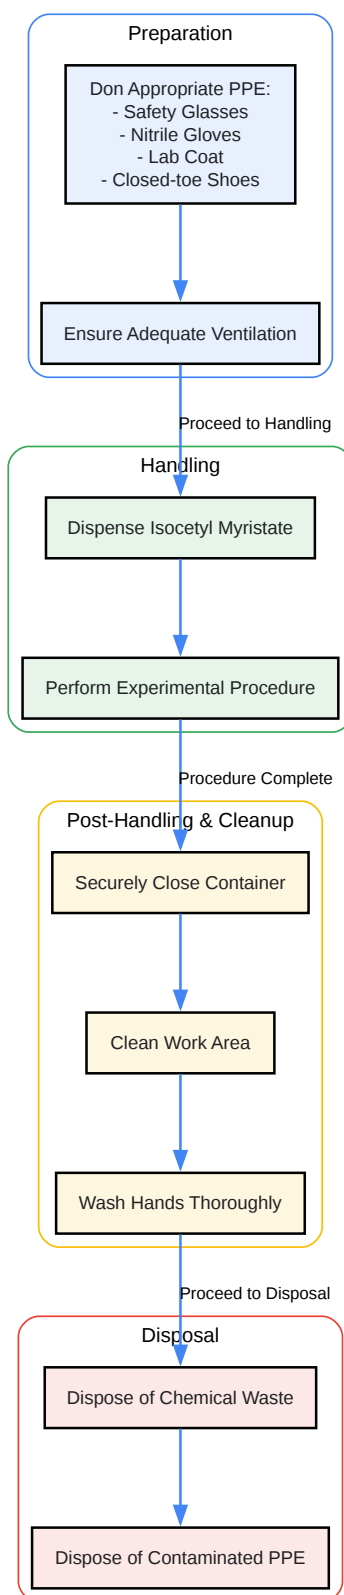 Preparation
Don Appropriate PPE:
- Safety Glasses
- Nitrile Gloves
- Lab Coat
- Closed-toe Shoes
Ensure Adequate Ventilation
Proceed to Handling
Handling
Dispense Isocetyl Myristate
Perform Experimental Procedure
Procedure Complete
Post-Handling & Cleanup
Securely Close Container
Clean Work Area
Wash Hands Thoroughly
Proceed to Disposal
Disposal
Dispose of Chemical Waste
Dispose of Contaminated PPE